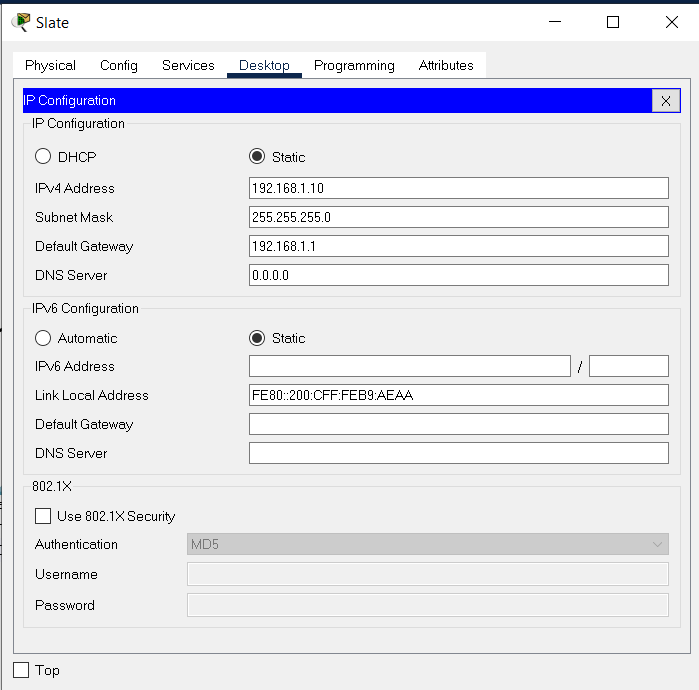 Slate
Physical Config Services Desktop Programming Attributes
IP Configuration X
IP Configuration
DHCP Static
IPv4 Address 192.168.1.10
Subnet Mask 255.255.255.0
Default Gateway 192.168.1.1
DNS Server 0.0.0.0
IPv6 Configuration
Automatic Static
IPv6 Address /
Link Local Address FE80::200:CFF:FEB9:AEAA
Default Gateway
DNS Server
802.1X
Use 802.1X Security
Authentication MD5
Username
Password
Top